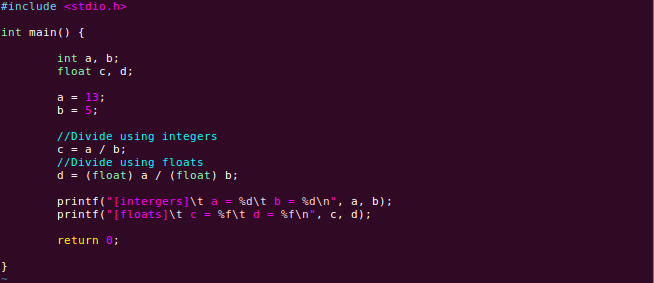 #include <stdio.h>
int main() {
int a, b;
float c, d;
a = 13;
b = 5;
//Divide using integers
c = a / b;
//Divide using floats
d = (float) a / (float) b;
printf("[intergers]\t a = %d\t b = %d\n", a, b);
printf("[floats]\t c = %f\t d = %f\n", c, d);
return 0;
}
~